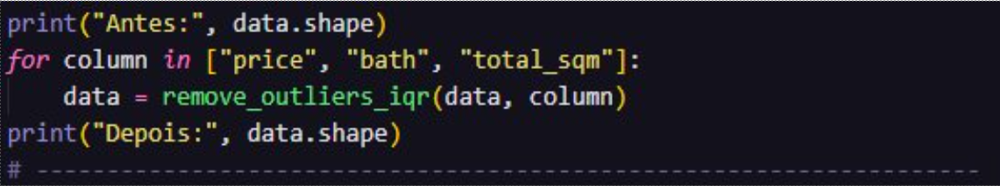 print("Antes:", data.shape)
for column in ["price", "bath", "total_sqm"]:
    data = remove_outliers_iqr(data, column)
print("Depois:", data.shape)
# -------------------------------------------------------------------